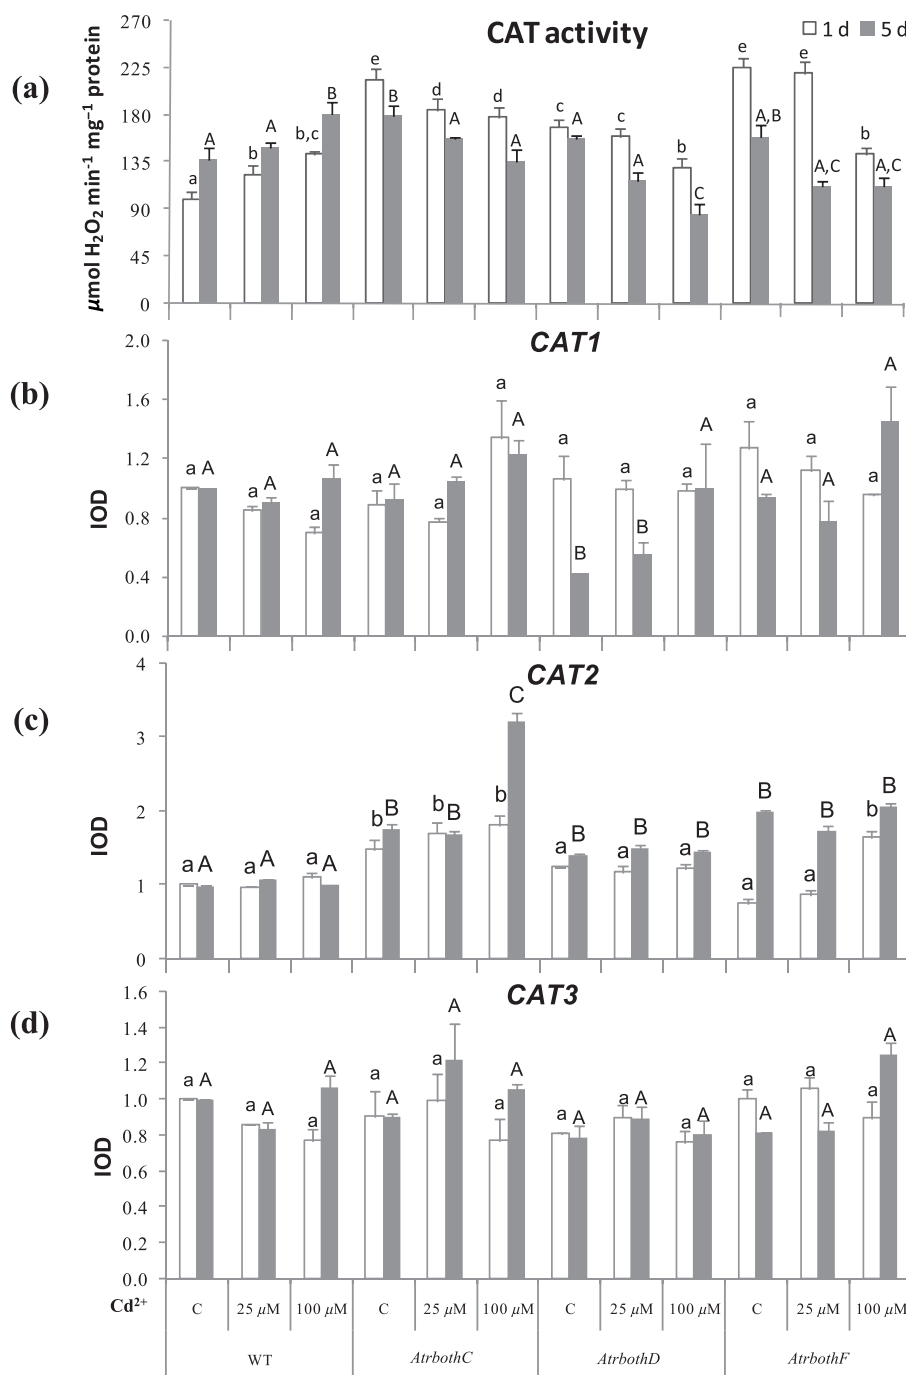 CAT activity
1 d 5 d
(a)
µmol H₂O₂ min⁻¹ mg⁻¹ protein
270
225
180
135
90
45
0
a A b A b,c B e B d A d A c A c A b C e A,B e A,C b A,C
CAT1
(b)
IOD
2.0
1.6
1.2
0.8
0.4
0.0
a A a A a A a A a A a A a B a B a A a A a A a A
CAT2
(c)
IOD
4
3
2
1
0
a A a A a A b B b B b C a B a B a B a B a B b B
CAT3
(d)
IOD
1.6
1.4
1.2
1.0
0.8
0.6
0.4
0.2
0.0
a A a A a A a A a A a A a A a A a A a A a A a A
Cd²⁺ C 25 µM 100 µM C 25 µM 100 µM C 25 µM 100 µM C 25 µM 100 µM
WT AtrbothC AtrbothD AtrbothF